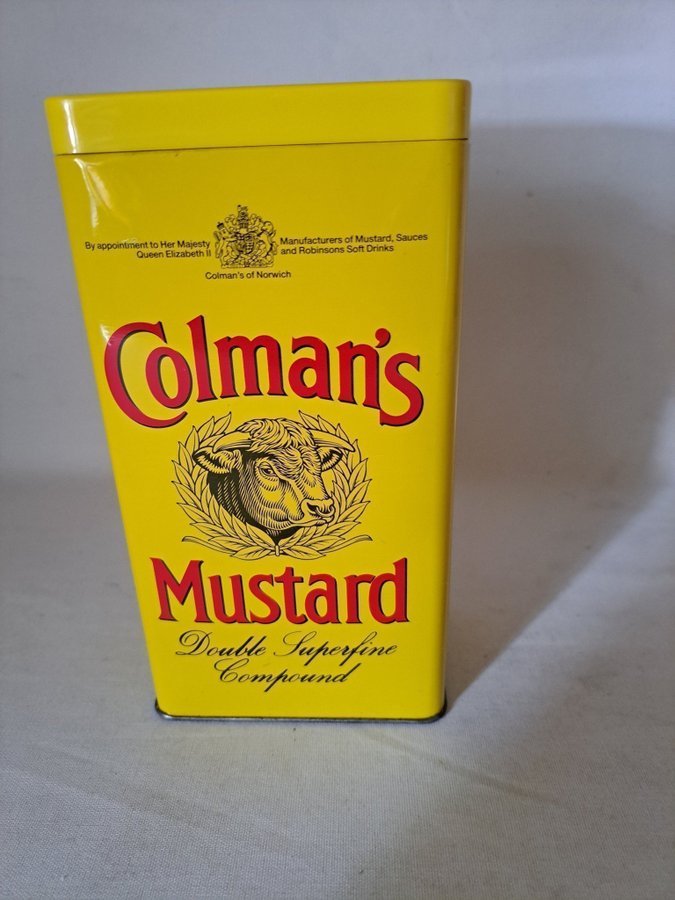 By appointment to Her Majesty
Queen Elizabeth II
Manufacturers of Mustard, Sauces
and Robinsons Soft Drinks
Colman's of Norwich
Colman's
Mustard
Double Superfine
Compound